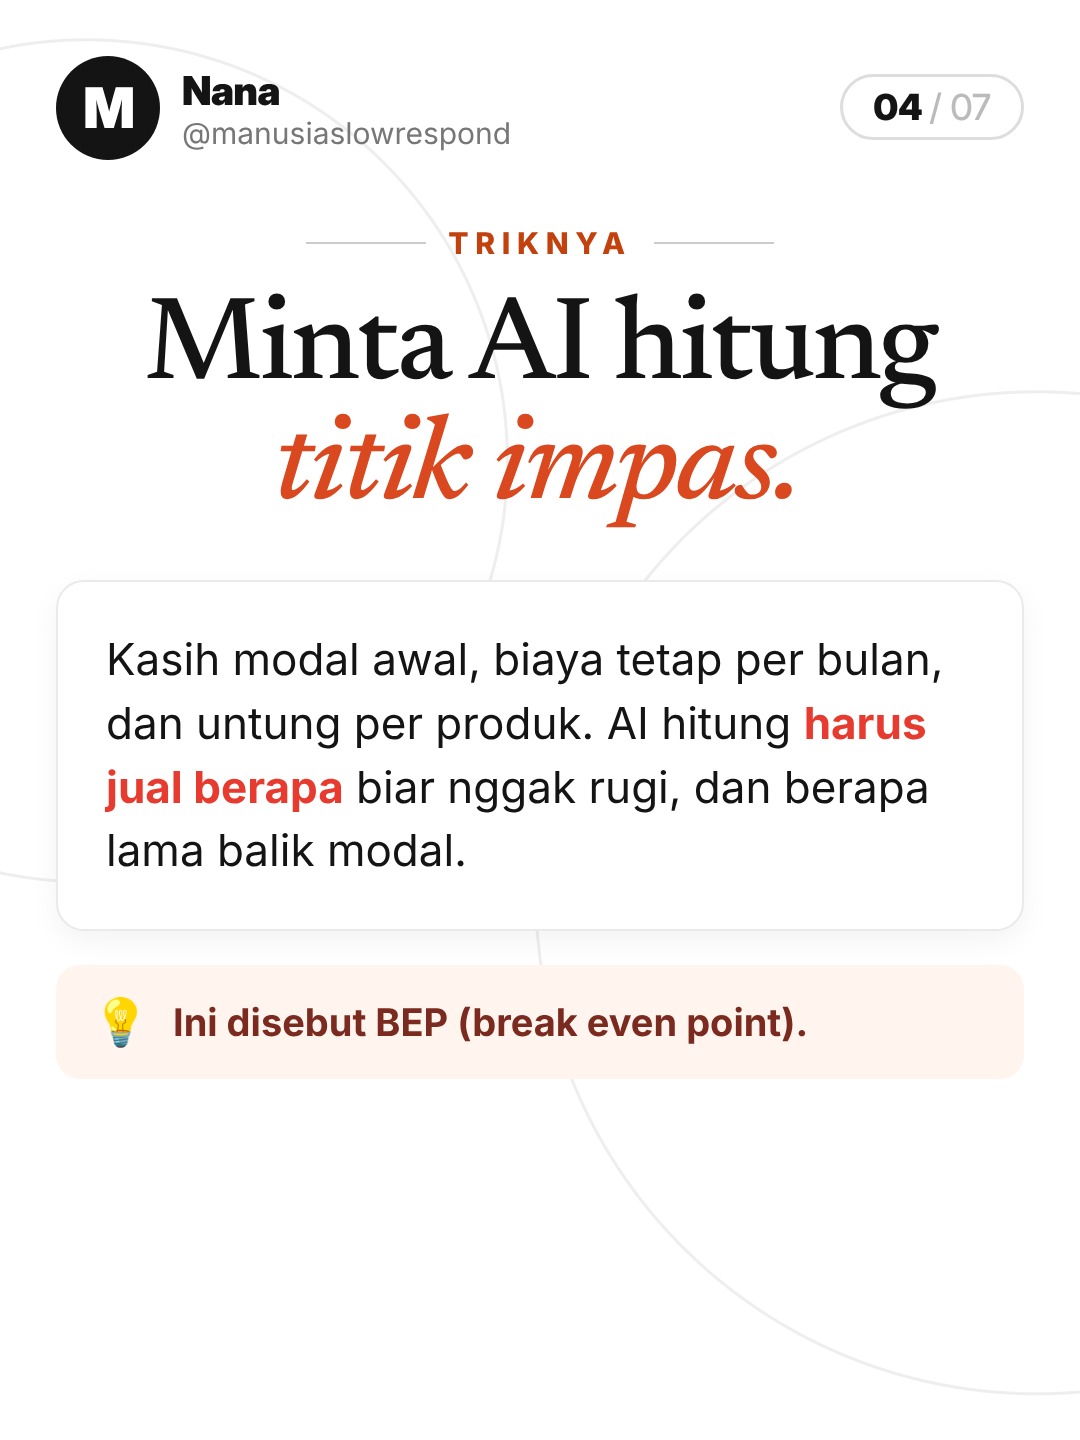 M
Nana
@manusiaslowrespond
04 / 07
TRIKNYA
Minta AI hitung
titik impas.
Kasih modal awal, biaya tetap per bulan,
dan untung per produk. AI hitung harus
jual berapa biar nggak rugi, dan berapa
lama balik modal.
Ini disebut BEP (break even point).